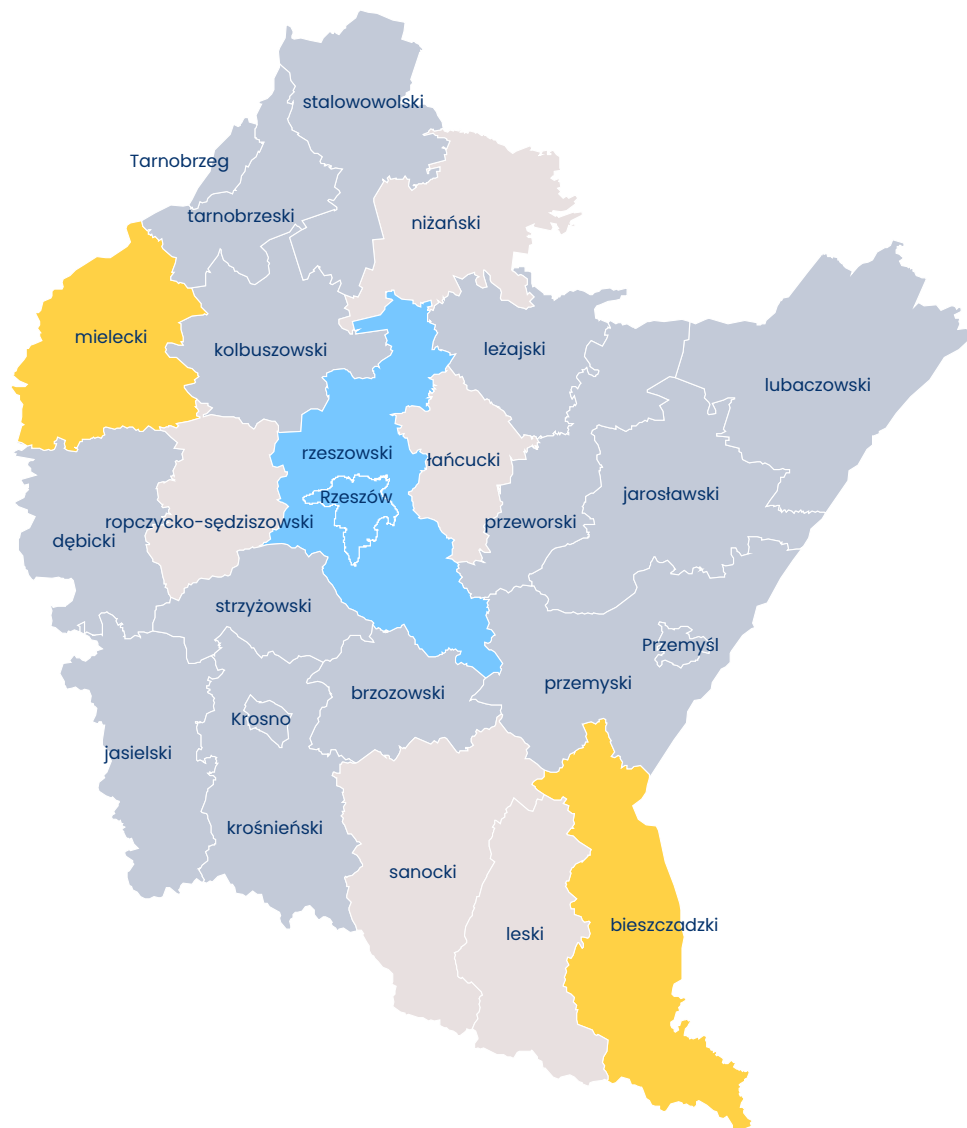 stalowowolski
Tarnobrzeg
tarnobrzeski
niżański
mielecki
kolbuszowski
leżajski
lubaczowski
rzeszowski
łańcucki
Rzeszów
jarosławski
ropczycko-sędziszowski
przeworski
dębicki
strzyżowski
Przemyśl
przemyski
brzozowski
Krosno
jasielski
krośnieński
sanocki
bieszczadzki
leski